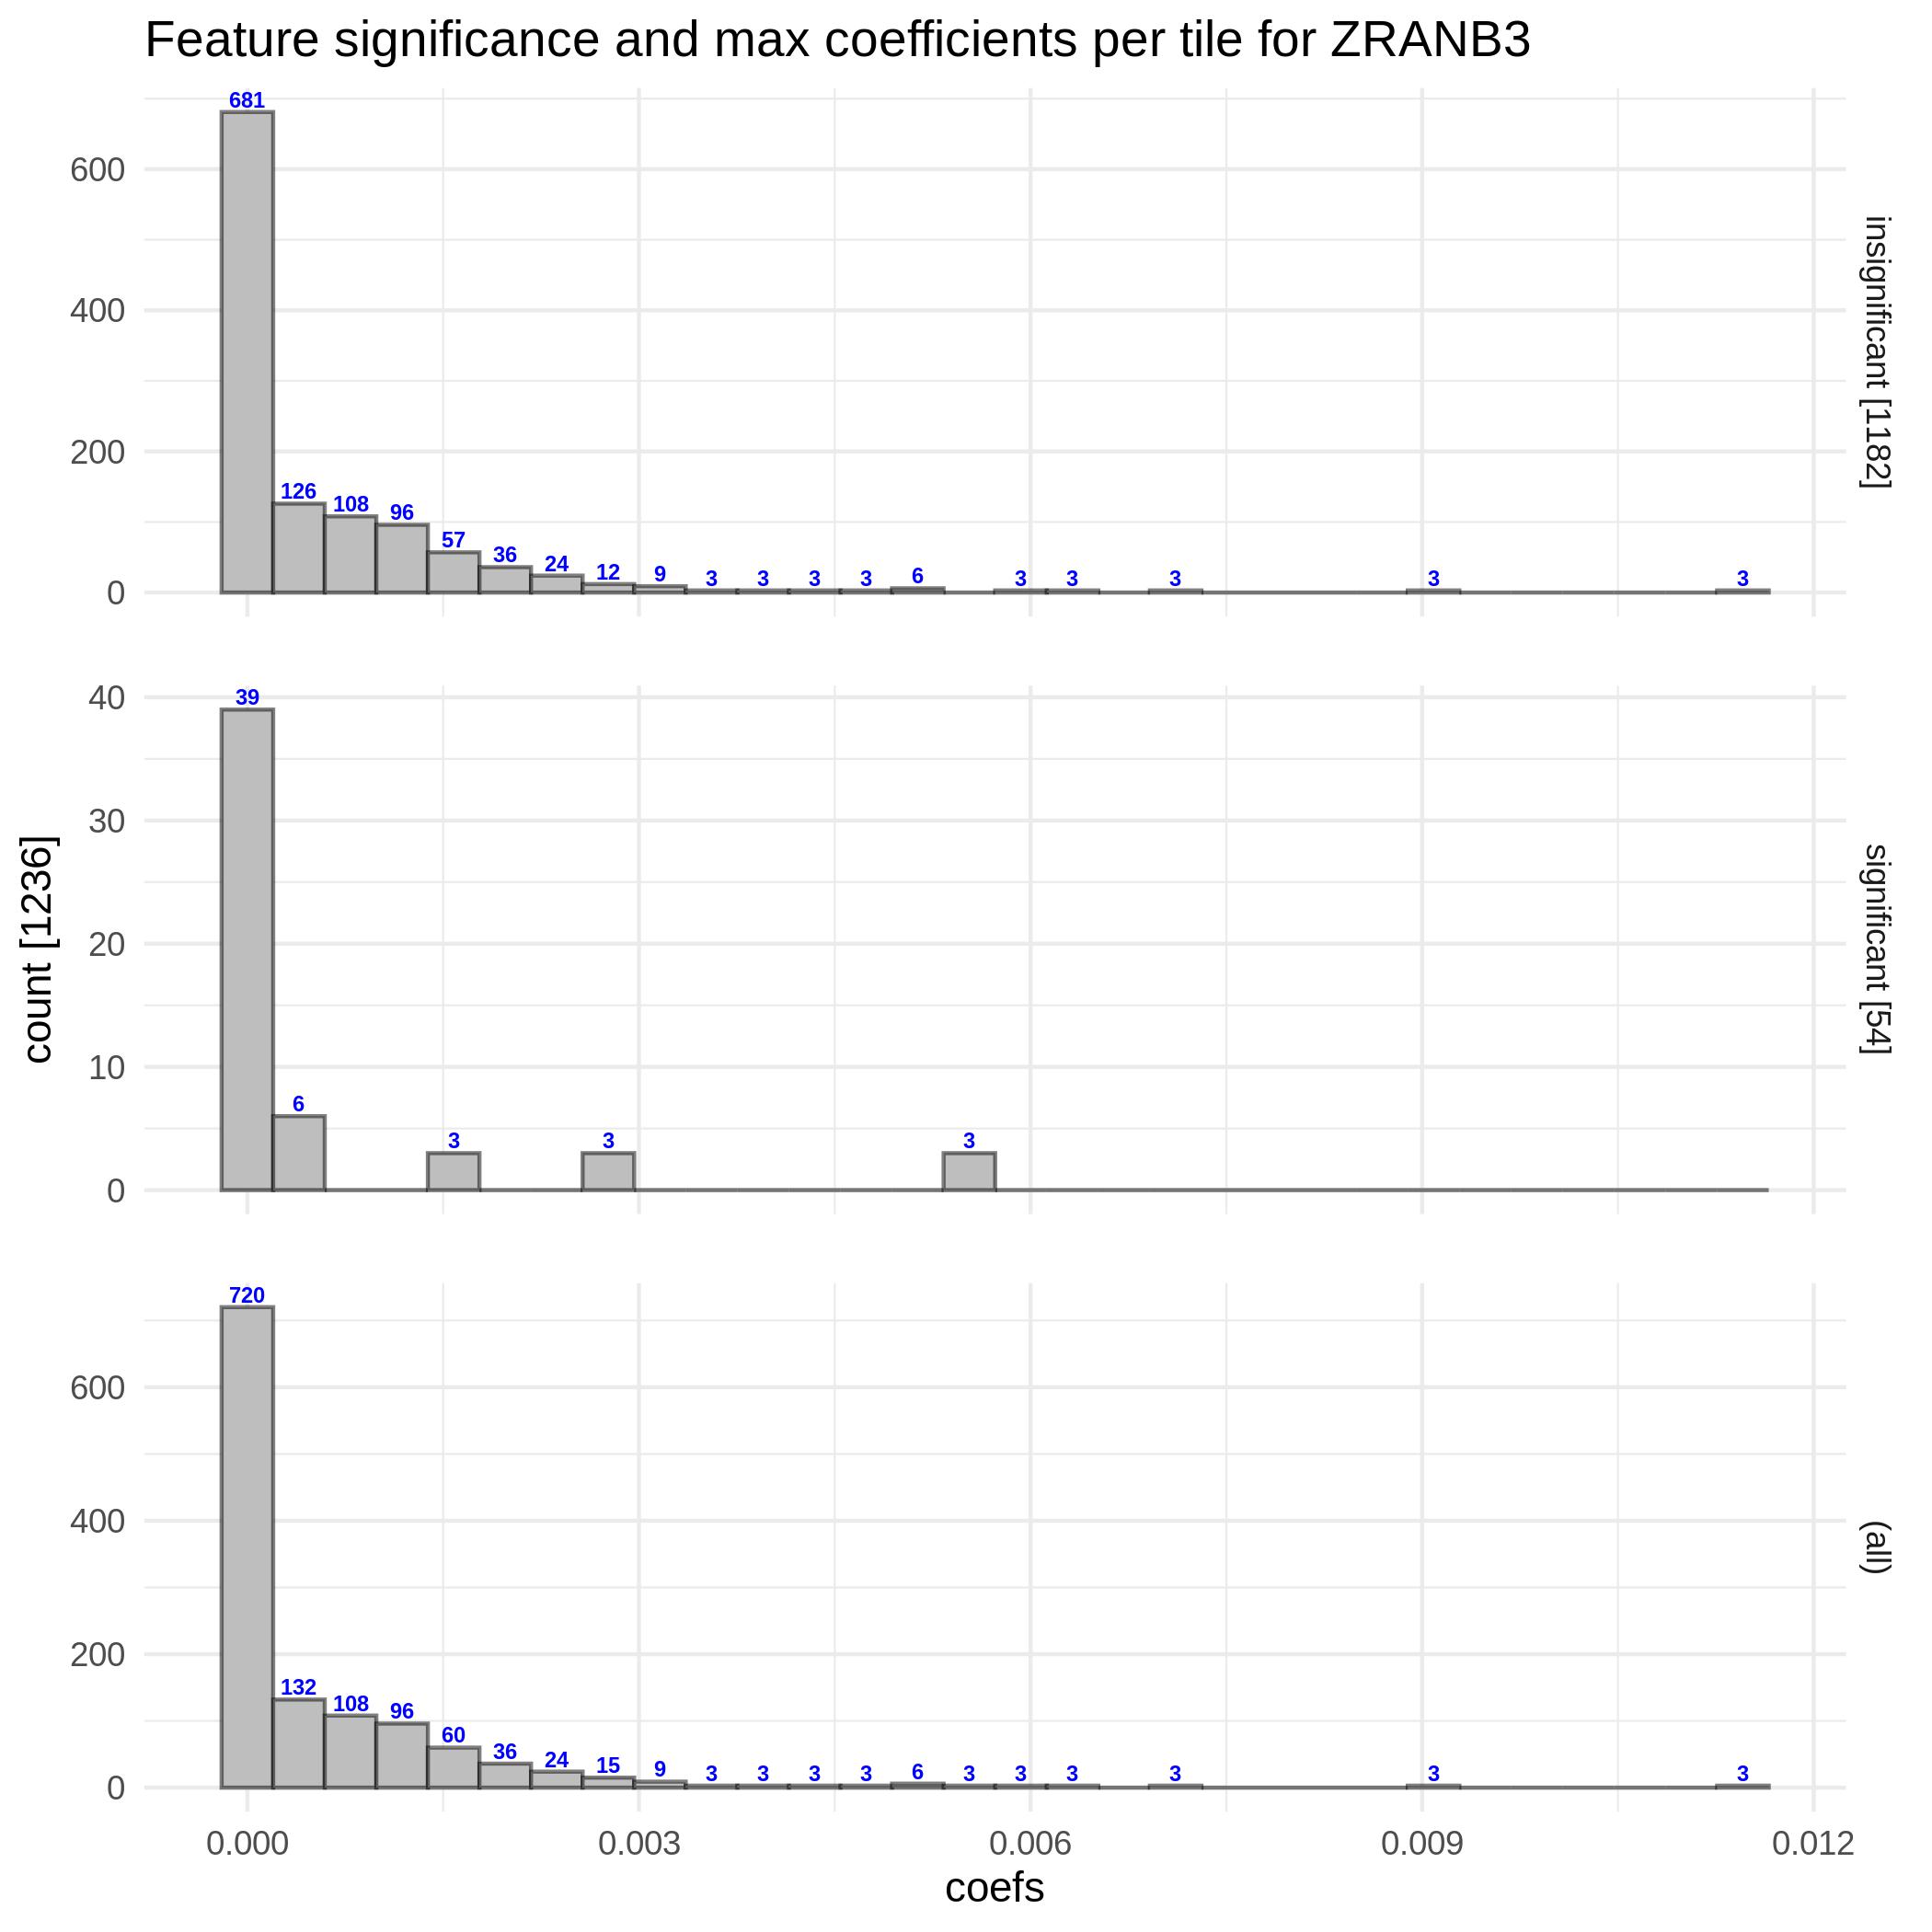 Feature significance and max coefficients per tile for ZRANB3
681
600
400
200
0
126 108 96 57 36 24 12 9 3 3 3 3 6 3 3 3 3 3
insignificant [1182]
count [1236]
40
30
20
10
0
39
6 3 3 3
significant [54]
720
600
400
200
0
132 108 96 60 36 24 15 9 3 3 3 3 6 3 3 3 3 3 3
(all)
0.000 0.003 0.006 0.009 0.012
coefs